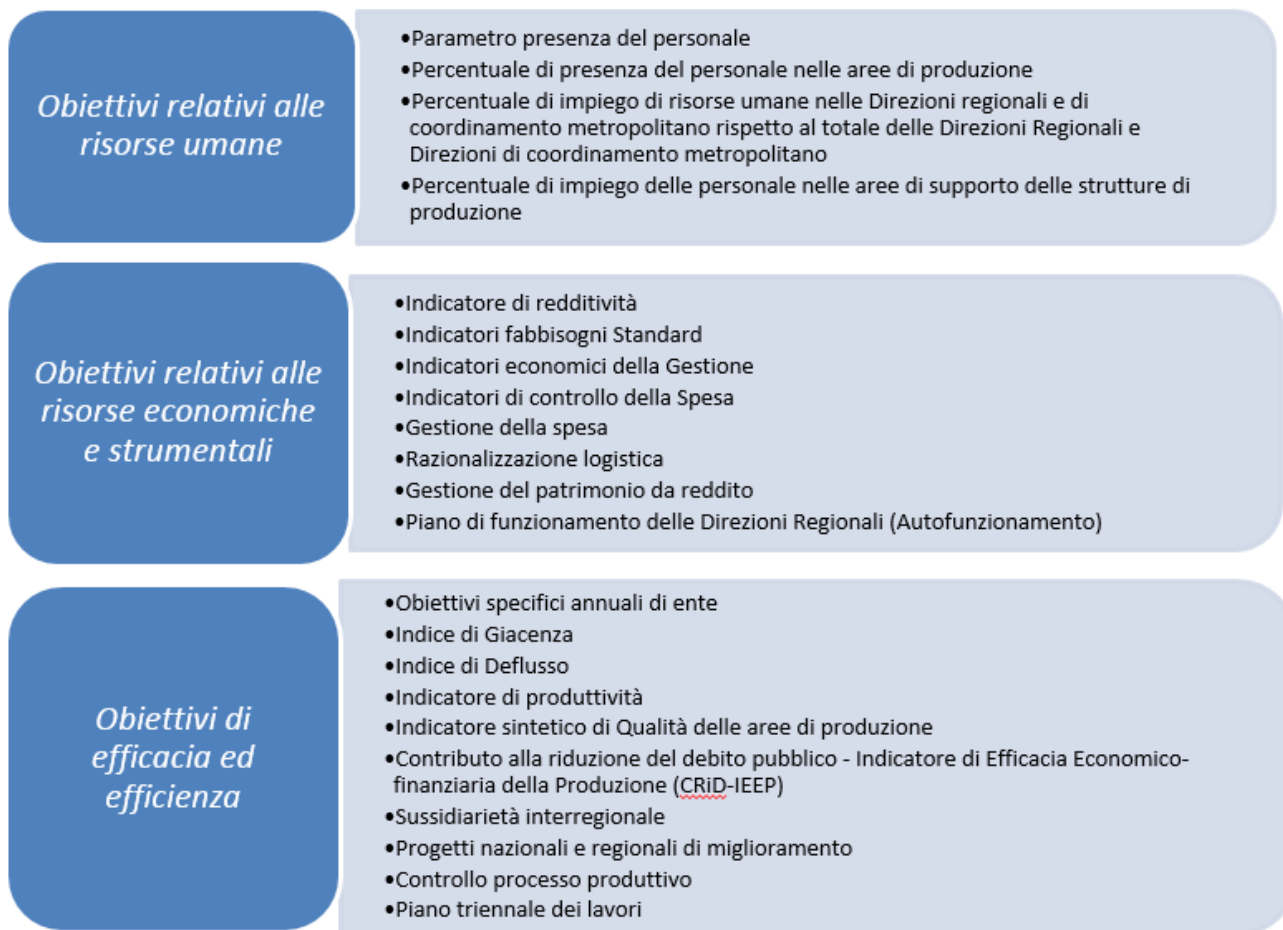 Obiettivi relativi alle
risorse umane
•Parametro presenza del personale
•Percentuale di presenza del personale nelle aree di produzione
•Percentuale di impiego di risorse umane nelle Direzioni regionali e di
coordinamento metropolitano rispetto al totale delle Direzioni Regionali e
Direzioni di coordinamento metropolitano
•Percentuale di impiego delle personale nelle aree di supporto delle strutture di
produzione
Obiettivi relativi alle
risorse economiche
e strumentali
•Indicatore di redditività
•Indicatori fabbisogni Standard
•Indicatori economici della Gestione
•Indicatori di controllo della Spesa
•Gestione della spesa
•Razionalizzazione logistica
•Gestione del patrimonio da reddito
•Piano di funzionamento delle Direzioni Regionali (Autofunzionamento)
Obiettivi di
efficacia ed
efficienza
•Obiettivi specifici annuali di ente
•Indice di Giacenza
•Indice di Deflusso
•Indicatore di produttività
•Indicatore sintetico di Qualità delle aree di produzione
•Contributo alla riduzione del debito pubblico - Indicatore di Efficacia Economico-
finanziaria della Produzione (CRiD-IEEP)
•Sussidiarietà interregionale
•Progetti nazionali e regionali di miglioramento
•Controllo processo produttivo
•Piano triennale dei lavori